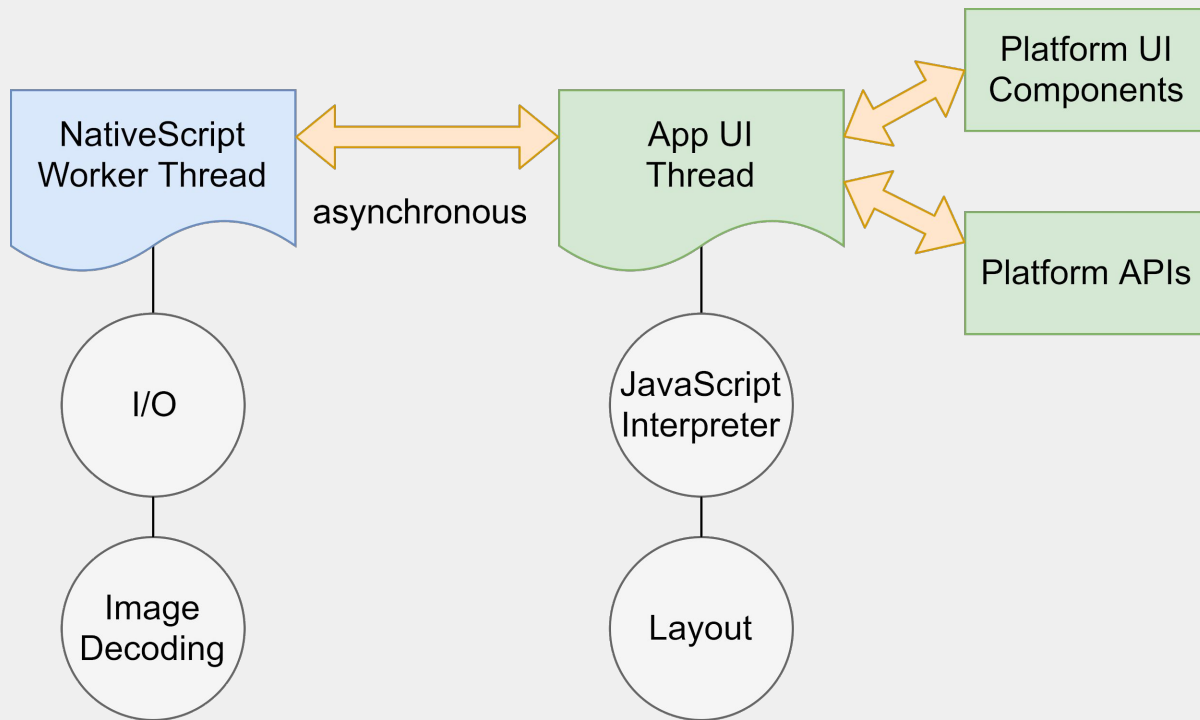 NativeScript
Worker Thread
asynchronous
App UI
Thread
Platform UI
Components
Platform APIs
I/O
JavaScript
Interpreter
Image
Decoding
Layout